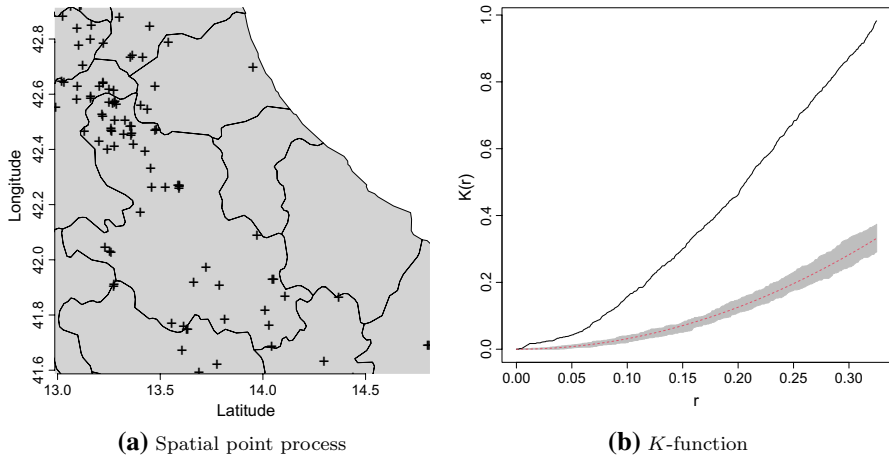 42.8
42.6
42.4
42.2
42.0
41.8
41.6
Longitude
13.0 13.5 14.0 14.5
Latitude
(a) Spatial point process
1.0
0.8
0.6
0.4
0.2
0.0
K(r)
0.00 0.05 0.10 0.15 0.20 0.25 0.30
r
(b) K-function